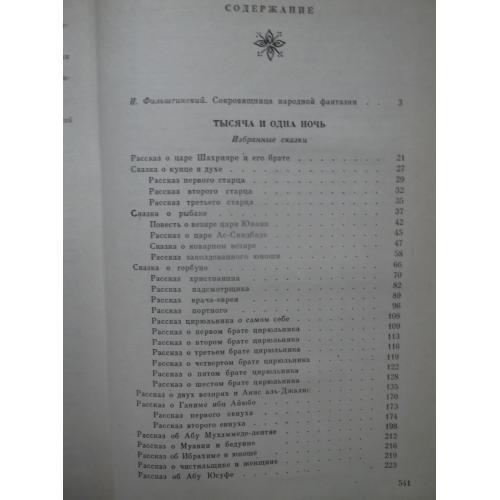 СОДЕРЖАНИЕ
И. Фильштинский. Сокровищница народной фантазии . . 3
ТЫСЯЧА И ОДНА НОЧЬ
Избранные сказки
Рассказ о царе Шахрияре и его брате 21
Сказка о купце и духе 27
Рассказ первого старца 29
Рассказ второго старца 32
Рассказ третьего старца 35
Сказка о рыбаке 37
Повесть о везире царя Юнана 42
Рассказ о царе Ас-Синдбаде 45
Сказка о коварном везире 47
Рассказ заколдованного юноши 58
Сказка о горбуне 66
Рассказ христианина 70
Рассказ надсмотрщика 82
Рассказ врача-еврея 89
Рассказ портного 96
Рассказ цирюльника о самом себе 108
Рассказ о первом брате цирюльника 109
Рассказ о втором брате цирюльника 113
Рассказ о третьем брате цирюльника 116
Рассказ о четвертом брате цирюльника 119
Рассказ о пятом брате цирюльника 122
Рассказ о шестом брате цирюльника 128
Рассказ о двух везирях и Анис аль-Джалис 135
Рассказ о Ганиме ибн Айюбе 170
Рассказ первого евнуха 173
Рассказ второго евнуха 174
Рассказ об Абу Мухаммеде-лентяе 198
Рассказ о Муавии и бедуине 212
Рассказ об Ибрахиме и юноше 216
Рассказ о чистильщике и женщине 219
Рассказ об Абу Юсуфе 223
541